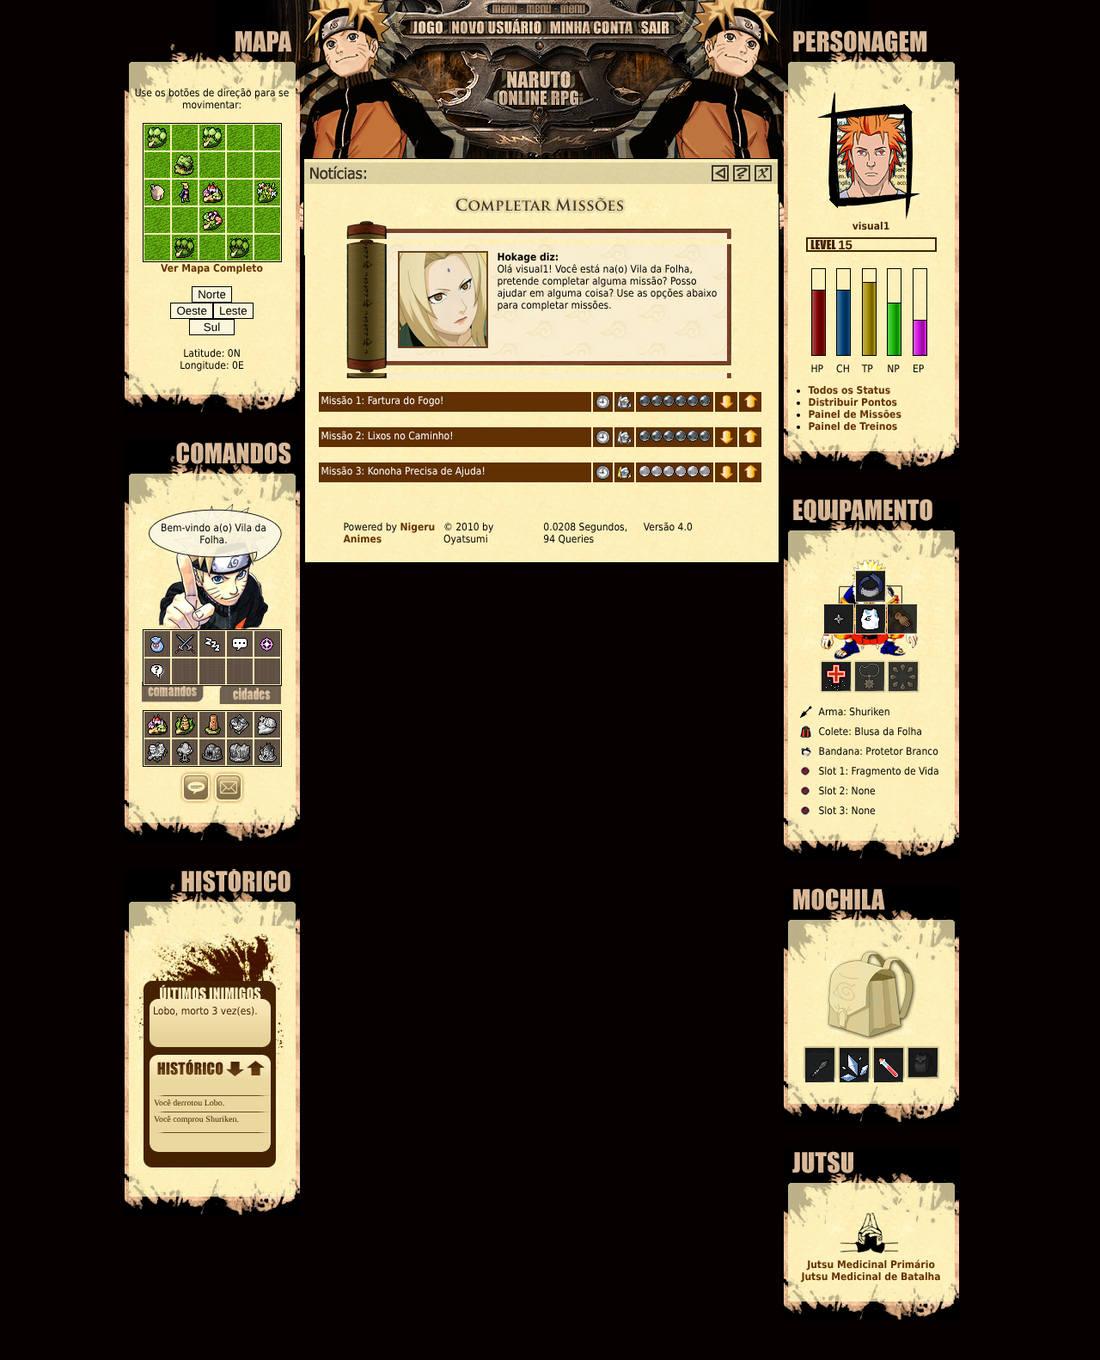 menu - menu - menu
JOGO NOVO USUÁRIO MINHA CONTA SAIR
NARUTO
ONLINE RPG
MAPA
Use os botões de direção para se
movimentar:
Ver Mapa Completo
Norte
Oeste Leste
Sul
Latitude: 0N
Longitude: 0E
COMANDOS
Bem-vindo a(o) Vila da
Folha.
comandos
cidades
HISTÓRICO
ÚLTIMOS INIMIGOS
Lobo, morto 3 vez(es).
HISTÓRICO
Você derrotou Lobo.
Você comprou Shuriken.
Notícias:
COMPLETAR MISSÕES
Hokage diz:
Olá visual1! Você está na(o) Vila da Folha,
pretende completar alguma missão? Posso
ajudar em alguma coisa? Use as opções abaixo
para completar missões.
Missão 1: Fartura do Fogo!
Missão 2: Lixos no Caminho!
Missão 3: Konoha Precisa de Ajuda!
Powered by Nigeru
Animes
© 2010 by
Oyatsumi
0.0208 Segundos,
94 Queries
Versão 4.0
PERSONAGEM
visual1
LEVEL 15
HP CH TP NP EP
Todos os Status
Distribuir Pontos
Painel de Missões
Painel de Treinos
EQUIPAMENTO
Arma: Shuriken
Colete: Blusa da Folha
Bandana: Protetor Branco
Slot 1: Fragmento de Vida
Slot 2: None
Slot 3: None
MOCHILA
JUTSU
Jutsu Medicinal Primário
Jutsu Medicinal de Batalha